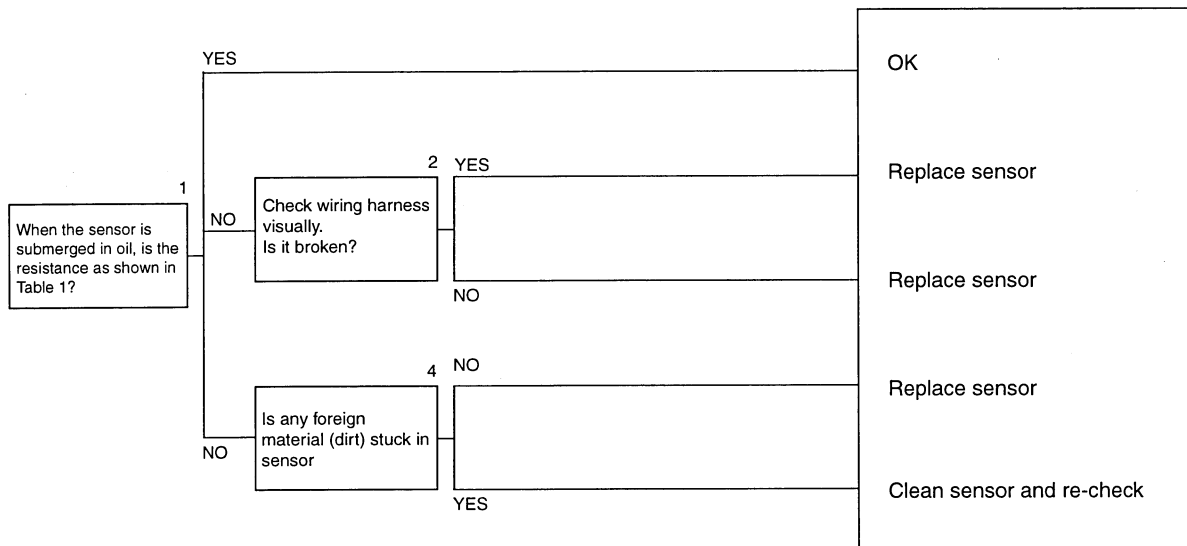 YES
OK
1
When the sensor is
submerged in oil, is the
resistance as shown in
Table 1?
NO
2
Check wiring harness
visually.
Is it broken?
YES
Replace sensor
NO
Replace sensor
NO
4
Is any foreign
material (dirt) stuck in
sensor
NO
Replace sensor
YES
Clean sensor and re-check